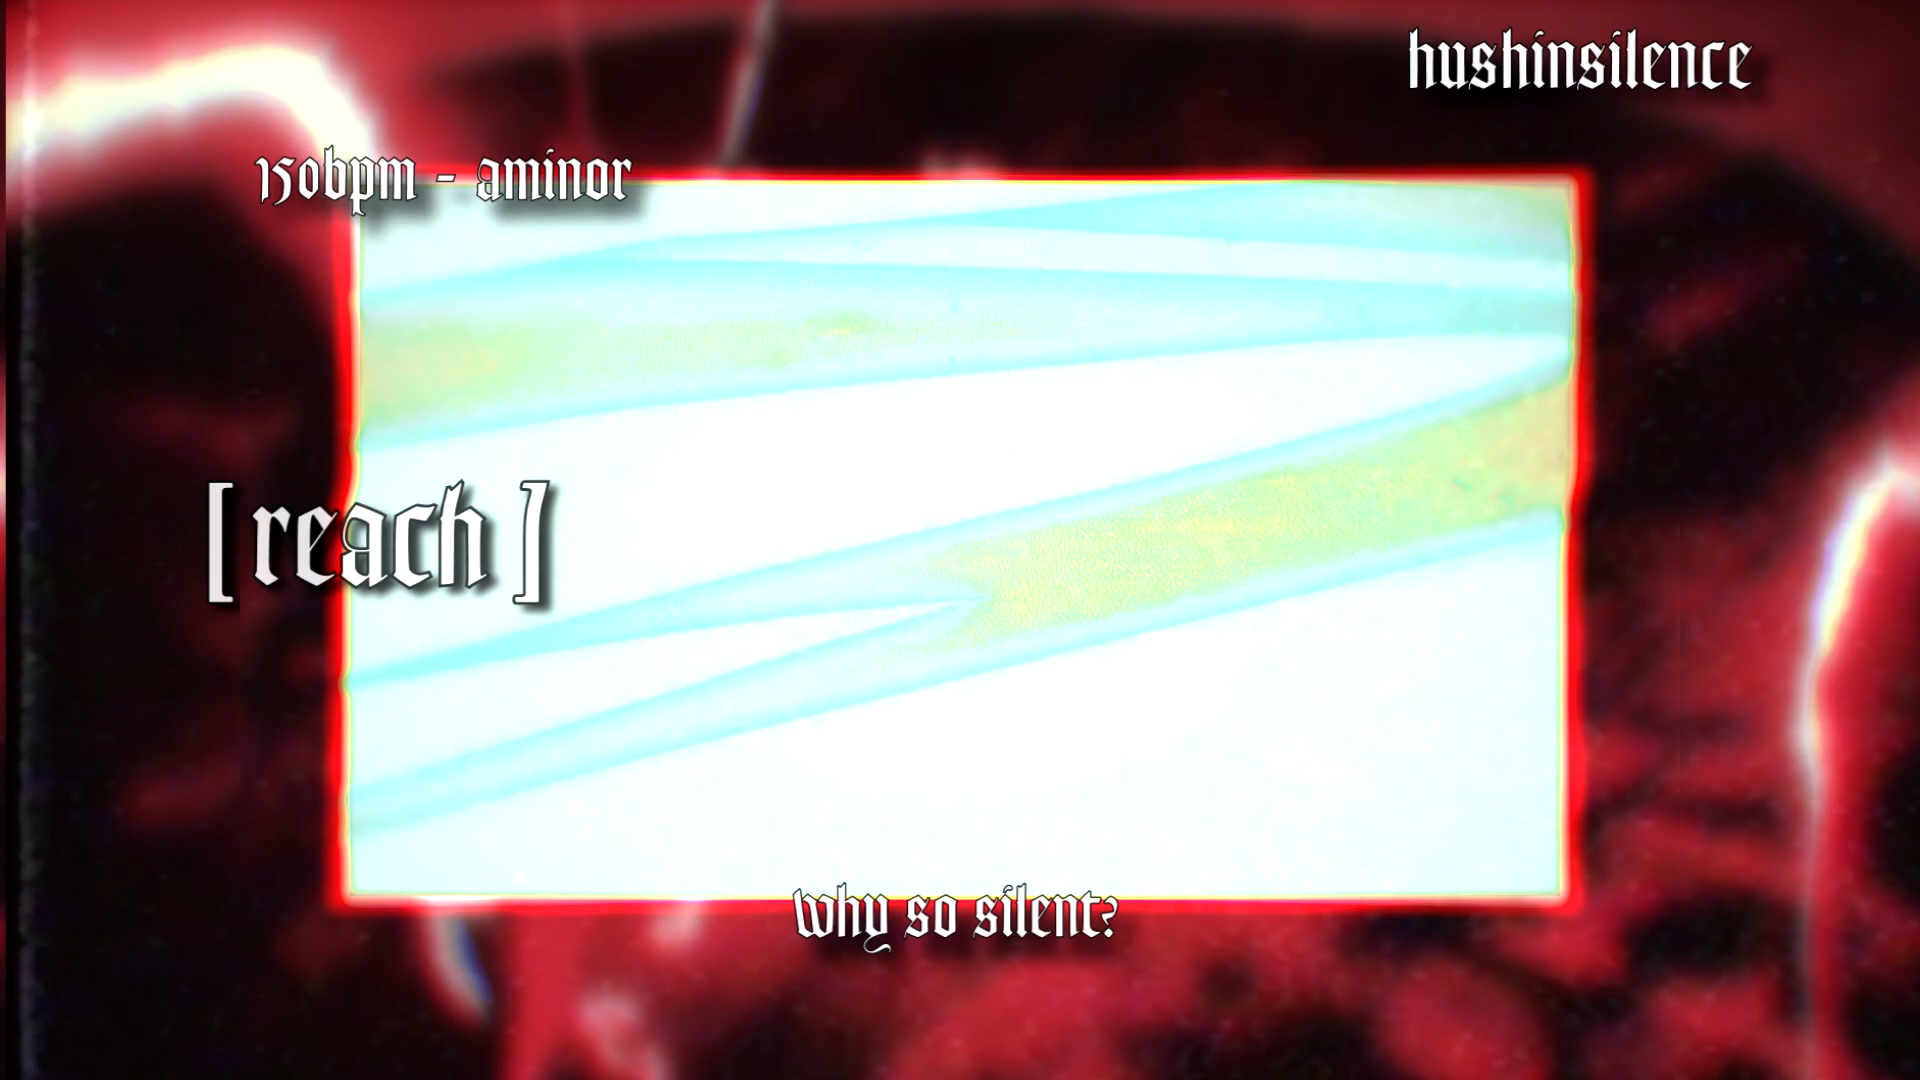 hushinsilence
150bpm - aminor
[ reach ]
why so silent?